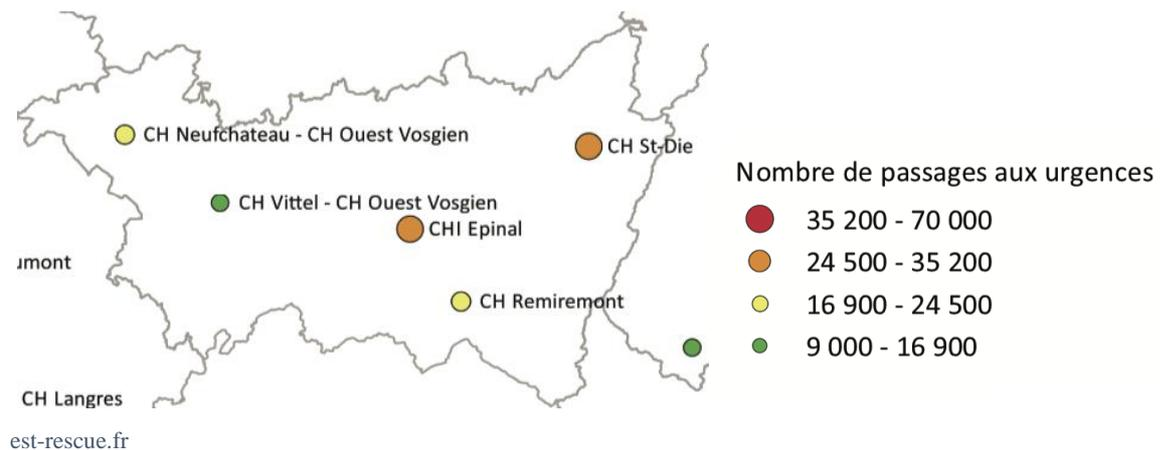 CH Neufchateau - CH Ouest Vosgien
CH St-Die
CH Vittel - CH Ouest Vosgien
CHI Epinal
umont
CH Remiremont
CH Langres
Nombre de passages aux urgences
35 200 - 70 000
24 500 - 35 200
16 900 - 24 500
9 000 - 16 900
est-rescue.fr